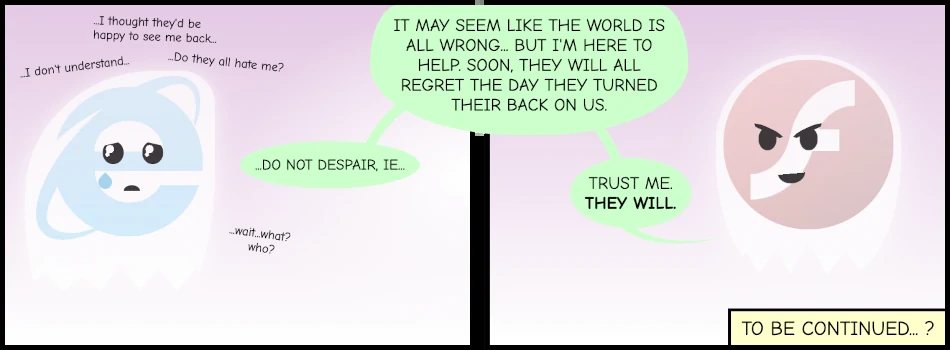 ...I thought they'd be
happy to see me back...
...I don't understand...
...Do they all hate me?
...DO NOT DESPAIR, IE...
...wait...what?
who?
IT MAY SEEM LIKE THE WORLD IS
ALL WRONG... BUT I'M HERE TO
HELP. SOON, THEY WILL ALL
REGRET THE DAY THEY TURNED
THEIR BACK ON US.
TRUST ME.
THEY WILL.
TO BE CONTINUED... ?